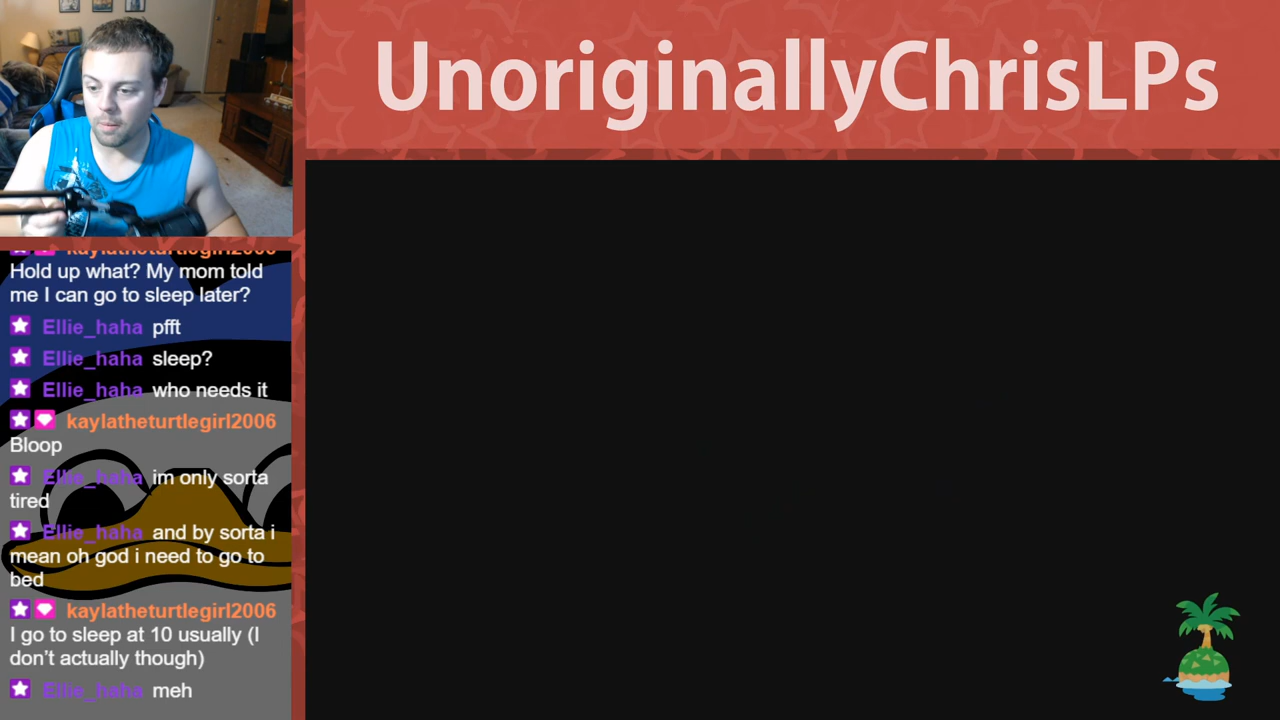 UnoriginallyChrisLPs
kaylatheturtlegirl2006
Hold up what? My mom told
me I can go to sleep later?
Ellie_haha pfft
Ellie_haha sleep?
Ellie_haha who needs it
kaylatheturtlegirl2006
Bloop
Ellie_haha im only sorta
tired
Ellie_haha and by sorta i
mean oh god i need to go to
bed
kaylatheturtlegirl2006
I go to sleep at 10 usually (I
don’t actually though)
Ellie_haha meh